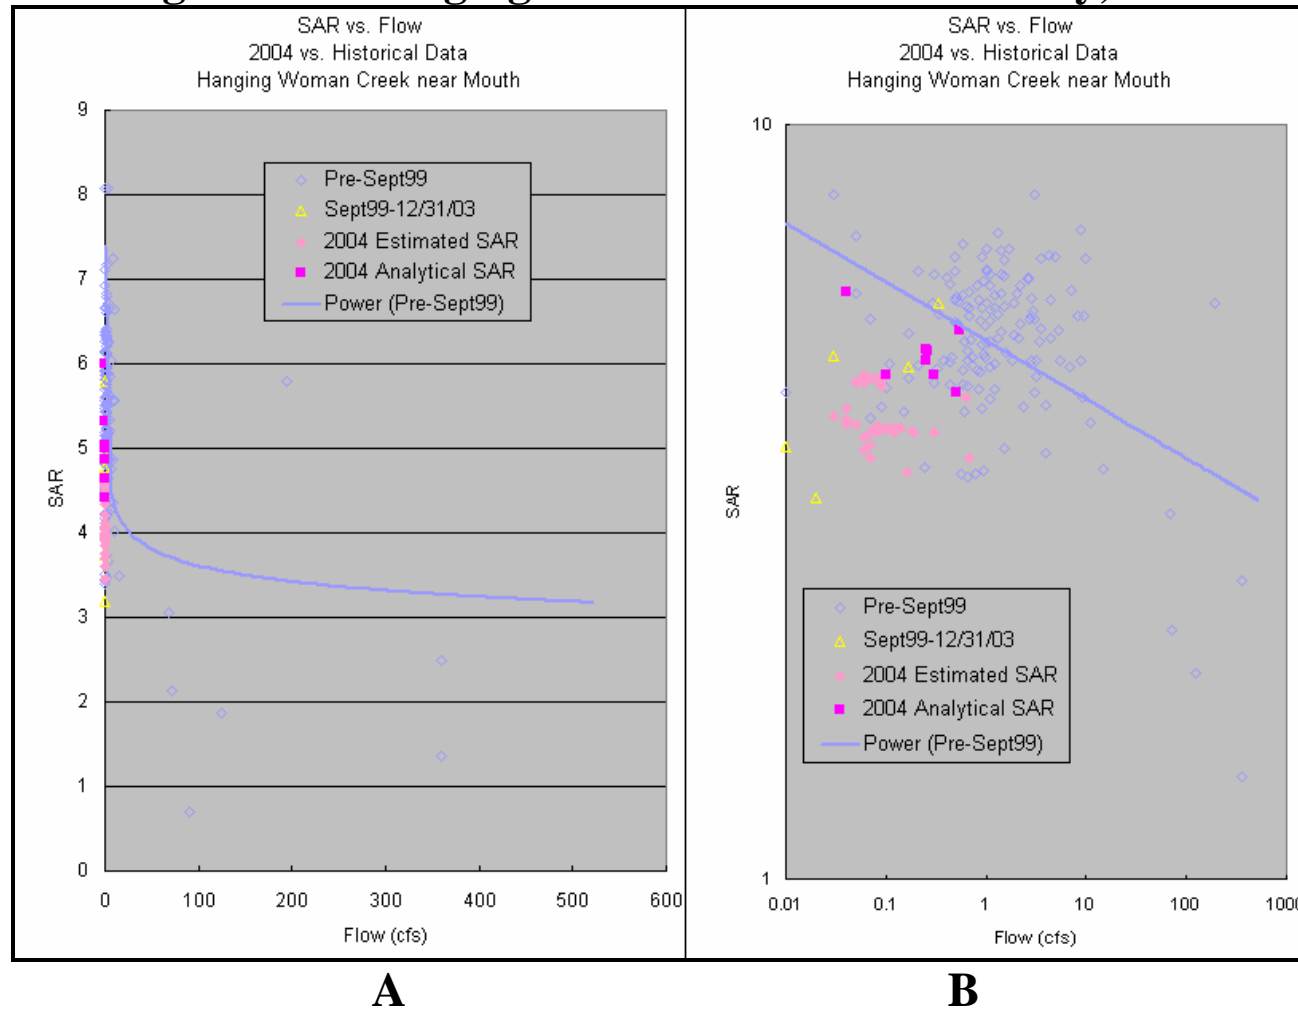 SAR vs. Flow
2004 vs. Historical Data
Hanging Woman Creek near Mouth
9
8
7
6
5
4
3
2
1
0
SAR
Pre-Sept99
Sept99-12/31/03
2004 Estimated SAR
2004 Analytical SAR
Power (Pre-Sept99)
0 100 200 300 400 500 600
Flow (cfs)
A
SAR vs. Flow
2004 vs. Historical Data
Hanging Woman Creek near Mouth
10
1
SAR
Pre-Sept99
Sept99-12/31/03
2004 Estimated SAR
2004 Analytical SAR
Power (Pre-Sept99)
0.01 0.1 1 10 100 1000
Flow (cfs)
B